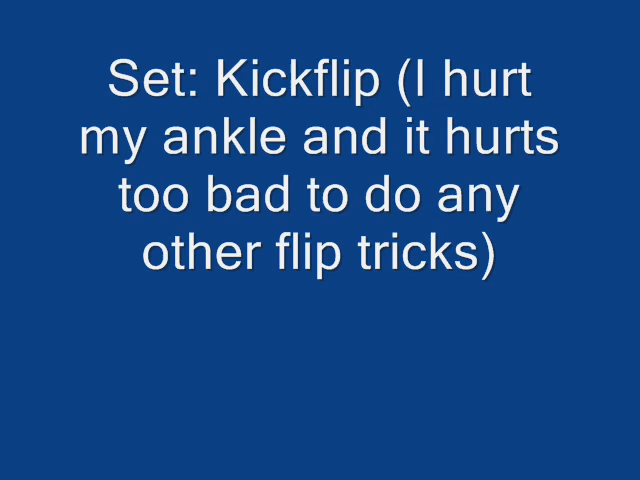 Set: Kickflip (I hurt
my ankle and it hurts
too bad to do any
other flip tricks)